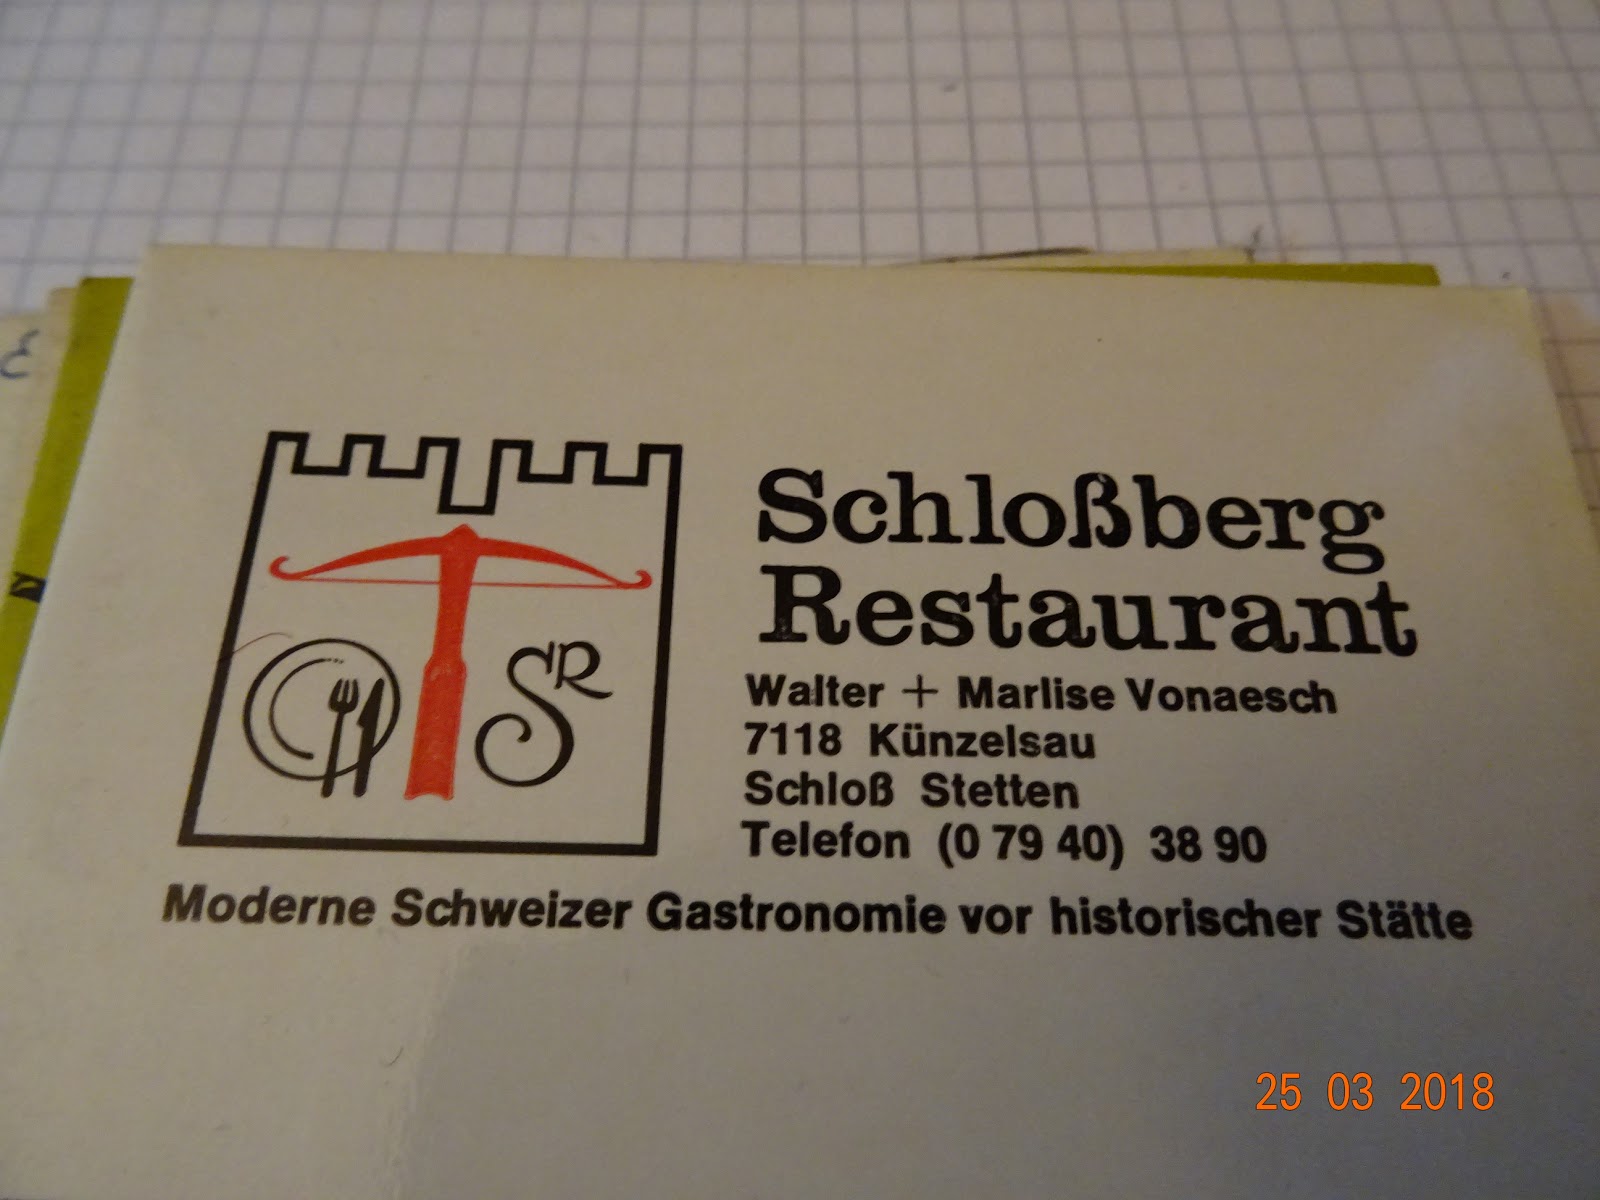 Schloßberg
Restaurant
Walter + Marlise Vonaesch
7118 Künzelsau
Schloß Stetten
Telefon (0 79 40) 38 90
SR
Moderne Schweizer Gastronomie vor historischer Stätte
25 03 2018